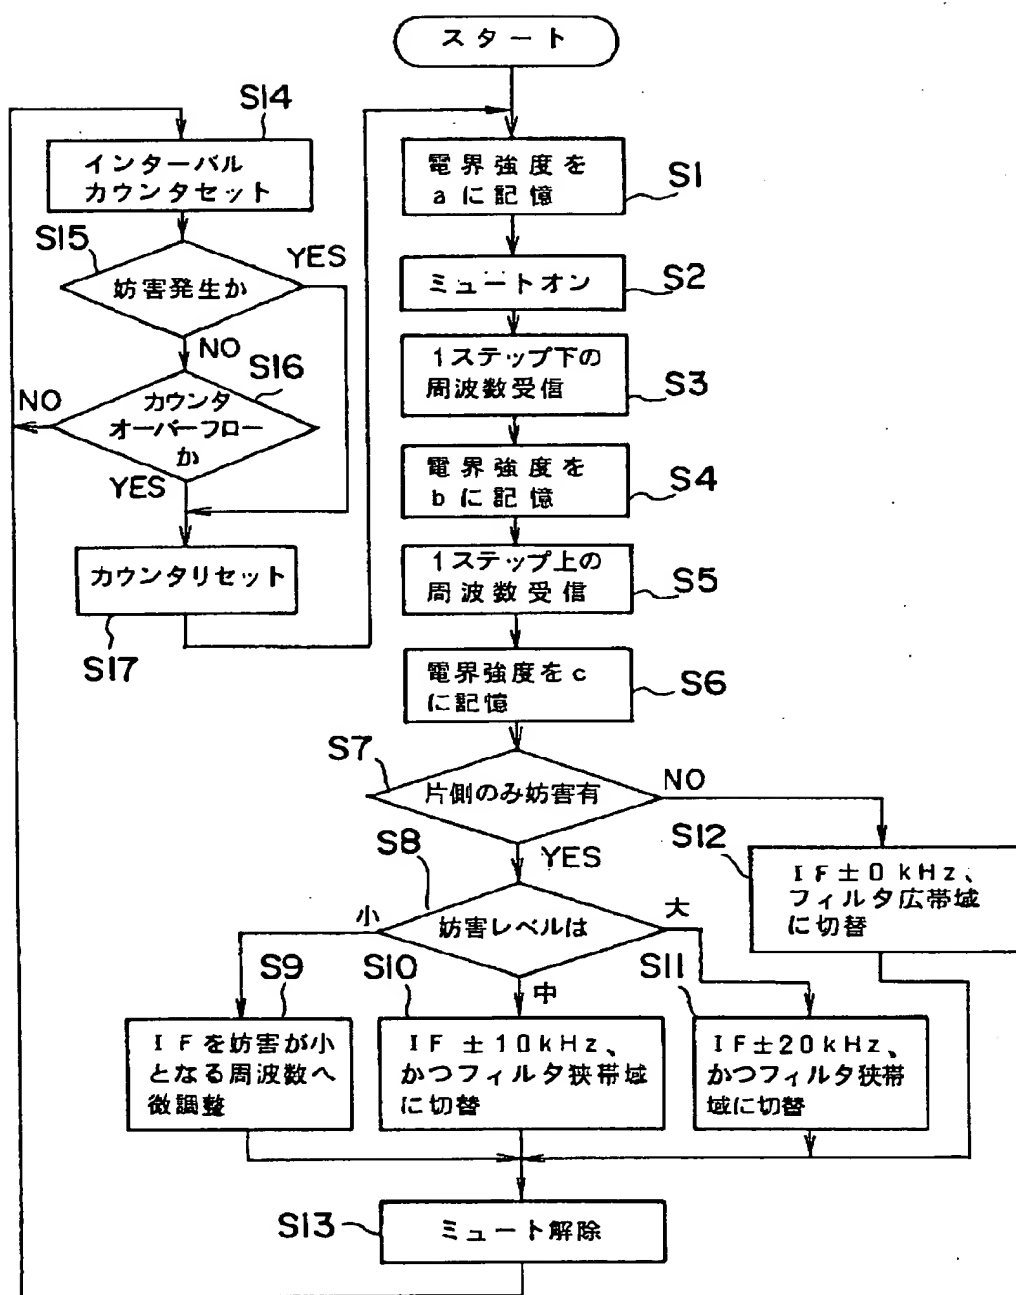 スタート
S14
インターバル
カウンタセット
S15
妨害発生か
YES
NO
S16
カウンタ
オーバーフロー
か
NO
YES
カウンタリセット
S17
電界強度を
aに記憶
S1
ミュートオン
S2
1ステップ下の
周波数受信
S3
電界強度を
bに記憶
S4
1ステップ上の
周波数受信
S5
電界強度をc
に記憶
S6
S7
片側のみ妨害有
NO
YES
S12
IF±0kHz、
フィルタ広帯域
に切替
S8
妨害レベルは
小
中
大
S9
IFを妨害が小
となる周波数へ
微調整
S10
IF ±10kHz、
かつフィルタ狭帯域
に切替
S11
IF±20kHz、
かつフィルタ狭帯
域に切替
S13
ミュート解除